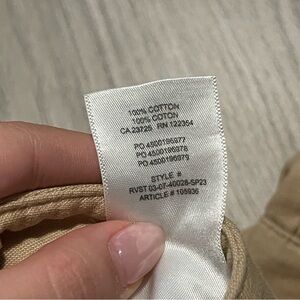 100% COTTON
100% COTON
CA 23725 RN 122354
PO 4500195977
PO 4500195978
PO 4500195979
STYLE #
RVST 03-07-40028-SP23
ARTICLE # 105936